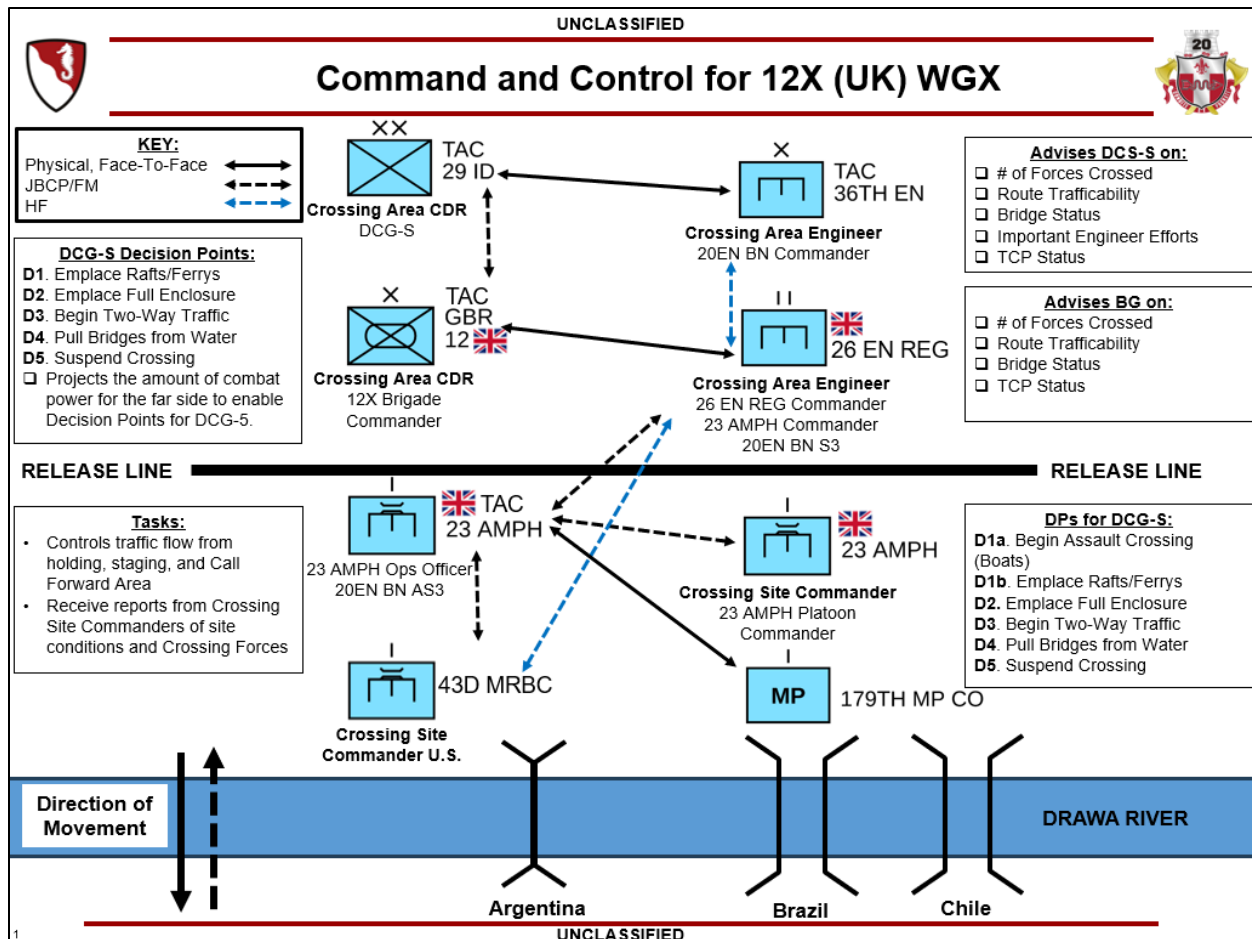 UNCLASSIFIED
20
Command and Control for 12X (UK) WGX
KEY:
Physical, Face-To-Face
JBCP/FM
HF
XX
TAC
29 ID
Crossing Area CDR
DCG-S
X
TAC
36TH EN
Crossing Area Engineer
20EN BN Commander
Advises DCS-S on:
❑ # of Forces Crossed
❑ Route Trafficability
❑ Bridge Status
❑ Important Engineer Efforts
❑ TCP Status
DCG-S Decision Points:
D1. Emplace Rafts/Ferrys
D2. Emplace Full Enclosure
D3. Begin Two-Way Traffic
D4. Pull Bridges from Water
D5. Suspend Crossing
❑ Projects the amount of combat
power for the far side to enable
Decision Points for DCG-5.
X
TAC
GBR
12
Crossing Area CDR
12X Brigade
Commander
II
26 EN REG
Crossing Area Engineer
26 EN REG Commander
23 AMPH Commander
20EN BN S3
Advises BG on:
❑ # of Forces Crossed
❑ Route Trafficability
❑ Bridge Status
❑ TCP Status
RELEASE LINE
RELEASE LINE
Tasks:
• Controls traffic flow from
holding, staging, and Call
Forward Area
• Receive reports from Crossing
Site Commanders of site
conditions and Crossing Forces
I
TAC
23 AMPH
23 AMPH Ops Officer
20EN BN AS3
I
23 AMPH
Crossing Site Commander
23 AMPH Platoon
Commander
DPs for DCG-S:
D1a. Begin Assault Crossing
(Boats)
D1b. Emplace Rafts/Ferrys
D2. Emplace Full Enclosure
D3. Begin Two-Way Traffic
D4. Pull Bridges from Water
D5. Suspend Crossing
I
43D MRBC
Crossing Site
Commander U.S.
I
MP
179TH MP CO
Direction of
Movement
DRAWA RIVER
Argentina
Brazil
Chile
1
UNCLASSIFIED